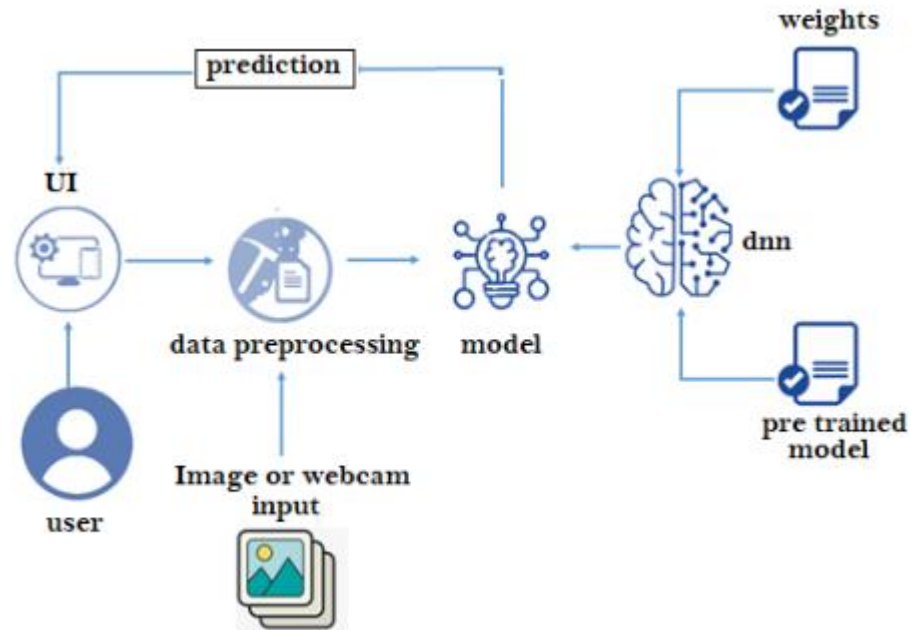 weights
prediction
UI
dnn
data preprocessing
model
pre trained
model
Image or webcam
input
user